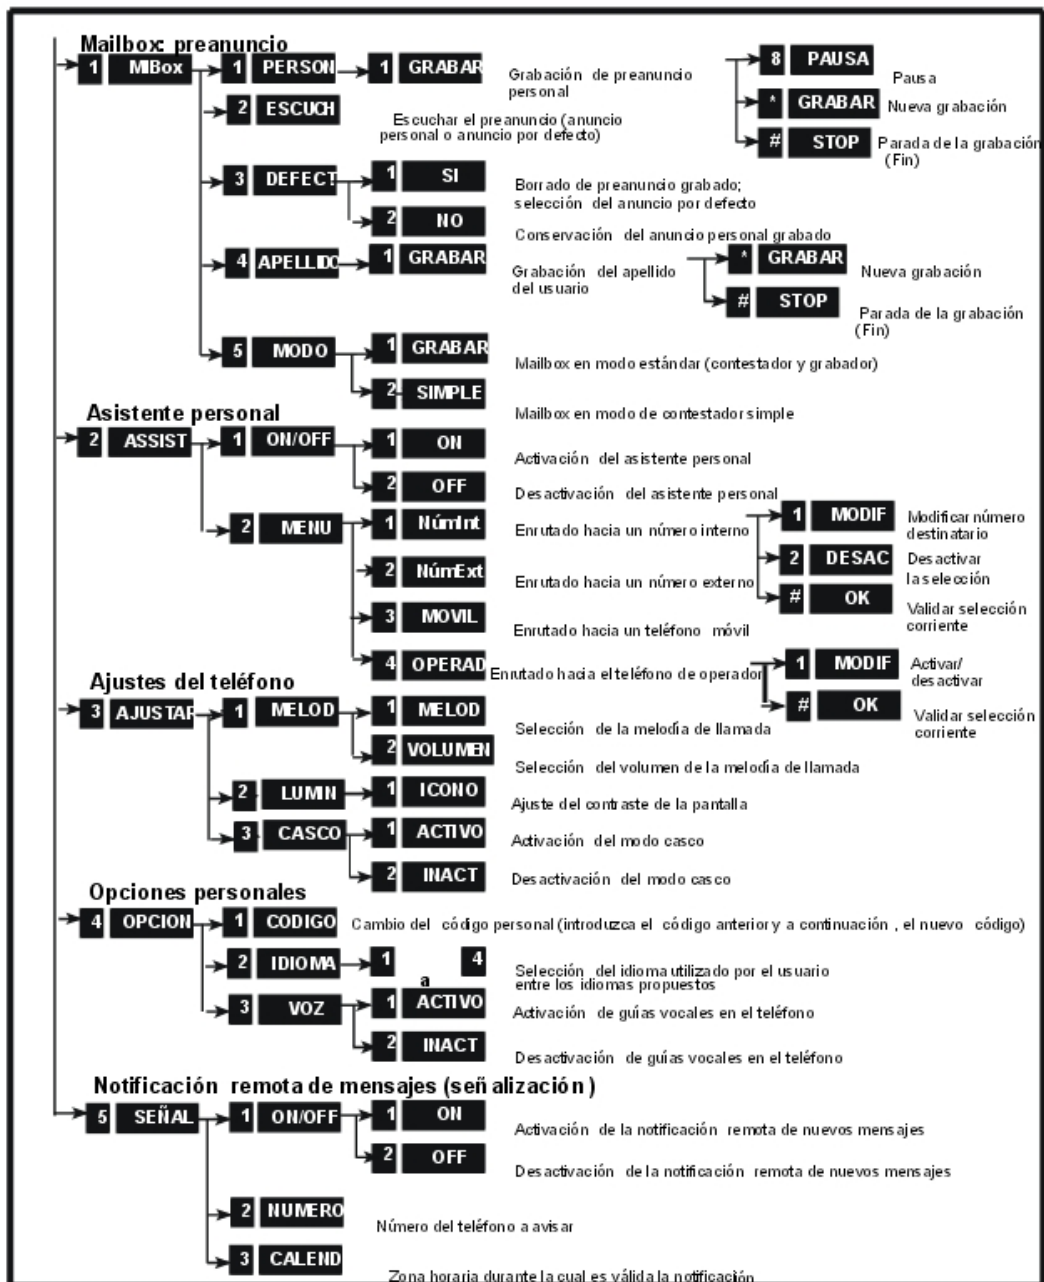 Mailbox: preanuncio
1 MIBox 1 PERSON 1 GRABAR
Grabación de preanuncio
personal
8 PAUSA
Pausa
* GRABAR
Nueva grabación
# STOP
Parada de la grabación
(Fin)
2 ESCUCH
Escuchar el preanuncio (anuncio
personal o anuncio por defecto)
3 DEFECT 1 SI
Borrado de preanuncio grabado;
selección del anuncio por defecto
2 NO
Conservación del anuncio personal grabado
4 APELLIDO 1 GRABAR
Grabación del apellido
del usuario
* GRABAR
Nueva grabación
# STOP
Parada de la grabación
(Fin)
5 MODO 1 GRABAR
Mailbox en modo estándar (contestador y grabador)
2 SIMPLE
Mailbox en modo de contestador simple
Asistente personal
2 ASSIST 1 ON/OFF 1 ON
Activación del asistente personal
2 OFF
Desactivación del asistente personal
2 MENU 1 NúmInt
Enrutado hacia un número interno
2 NúmExt
Enrutado hacia un número externo
3 MOVIL
Enrutado hacia un teléfono móvil
1 MODIF
Modificar número
destinatario
2 DESAC
Desactivar
la selección
# OK
Validar selección
corriente
4 OPERAD
Enrutado hacia el teléfono de operador
1 MODIF
Activar/
desactivar
# OK
Validar selección
corriente
Ajustes del teléfono
3 AJUSTAR 1 MELOD 1 MELOD
Selección de la melodía de llamada
2 VOLUMEN
Selección del volumen de la melodía de llamada
2 LUMIN 1 ICONO
Ajuste del contraste de la pantalla
3 CASCO 1 ACTIVO
Activación del modo casco
2 INACT
Desactivación del modo casco
Opciones personales
4 OPCION 1 CODIGO
Cambio del código personal (introduzca el código anterior y a continuación , el nuevo código)
2 IDIOMA 1 a 4
Selección del idioma utilizado por el usuario
entre los idiomas propuestos
3 VOZ 1 ACTIVO
Activación de guías vocales en el teléfono
2 INACT
Desactivación de guías vocales en el teléfono
Notificación remota de mensajes (señalización)
5 SEÑAL 1 ON/OFF 1 ON
Activación de la notificación remota de nuevos mensajes
2 OFF
Desactivación de la notificación remota de nuevos mensajes
2 NUMERO
Número del teléfono a avisar
3 CALEND
Zona horaria durante la cual es válida la notificación